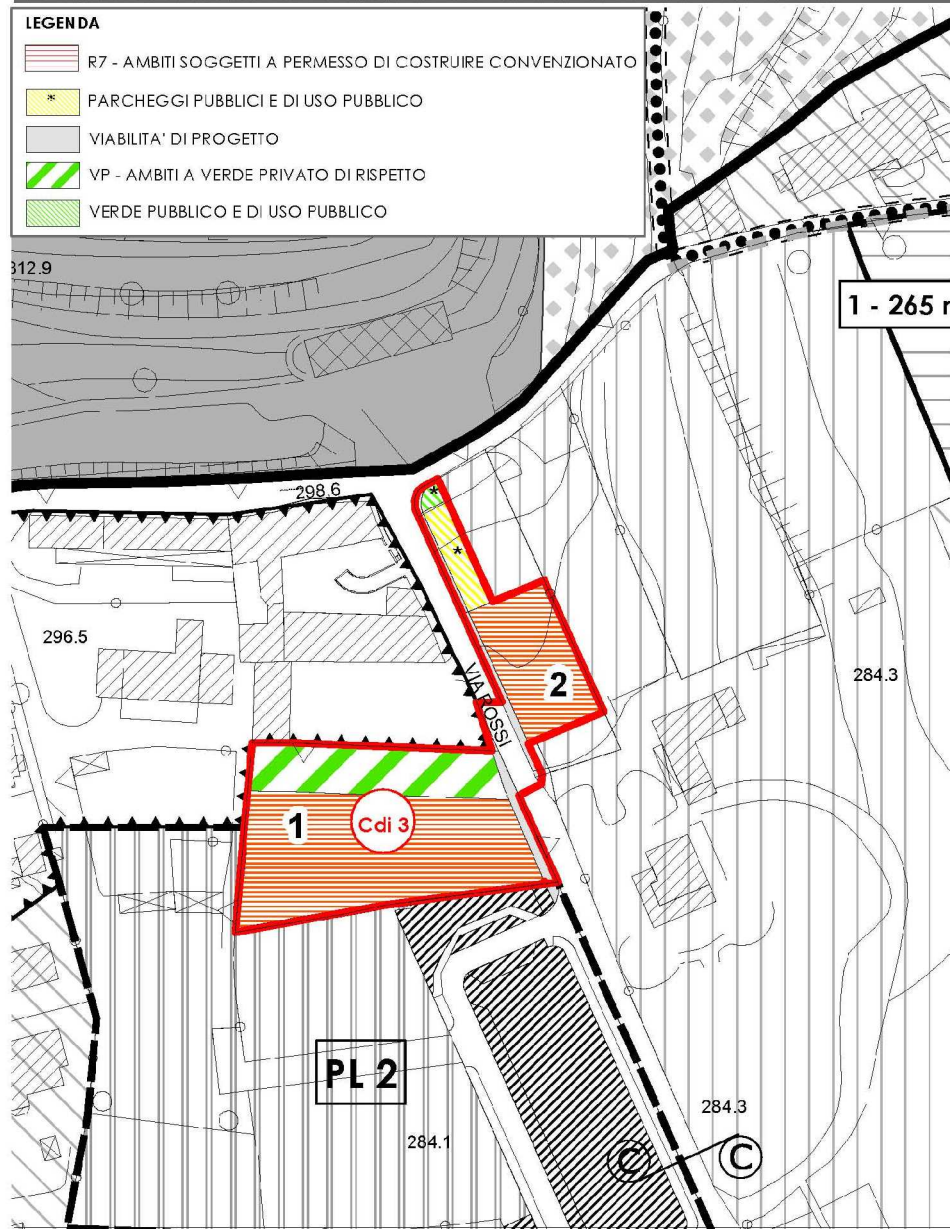 LEGENDA
R7 - AMBITI SOGGETTI A PERMESSO DI COSTRUIRE CONVENZIONATO
* PARCHEGGI PUBBLICI E DI USO PUBBLICO
VIABILITA' DI PROGETTO
VP - AMBITI A VERDE PRIVATO DI RISPETTO
VERDE PUBBLICO E DI USO PUBBLICO
312.9
1 - 265 r
298.6
*
*
296.5
284.3
2
VIA ROSSI
1
Cdi 3
PL 2
284.3
284.1
C
C